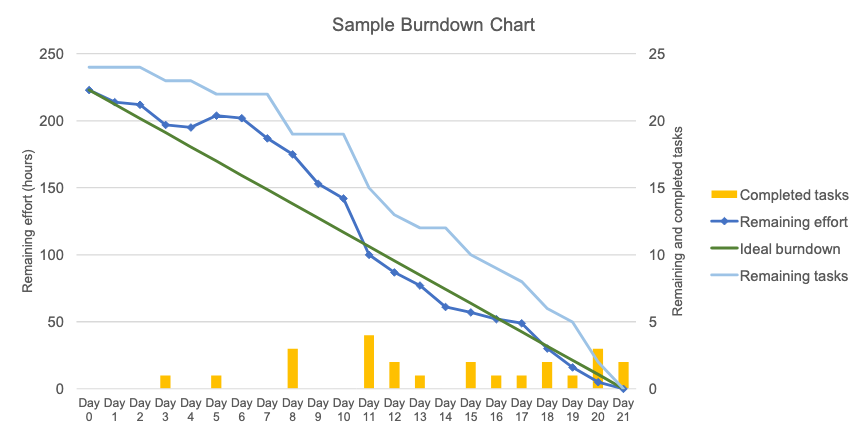 Sample Burndown Chart
250
200
150
100
50
0
Remaining effort (hours)
25
20
15
10
5
0
Remaining and completed tasks
Completed tasks
Remaining effort
Ideal burndown
Remaining tasks
Day Day Day Day Day Day Day Day Day Day Day Day Day Day Day Day Day Day Day Day Day Day
0 1 2 3 4 5 6 7 8 9 10 11 12 13 14 15 16 17 18 19 20 21